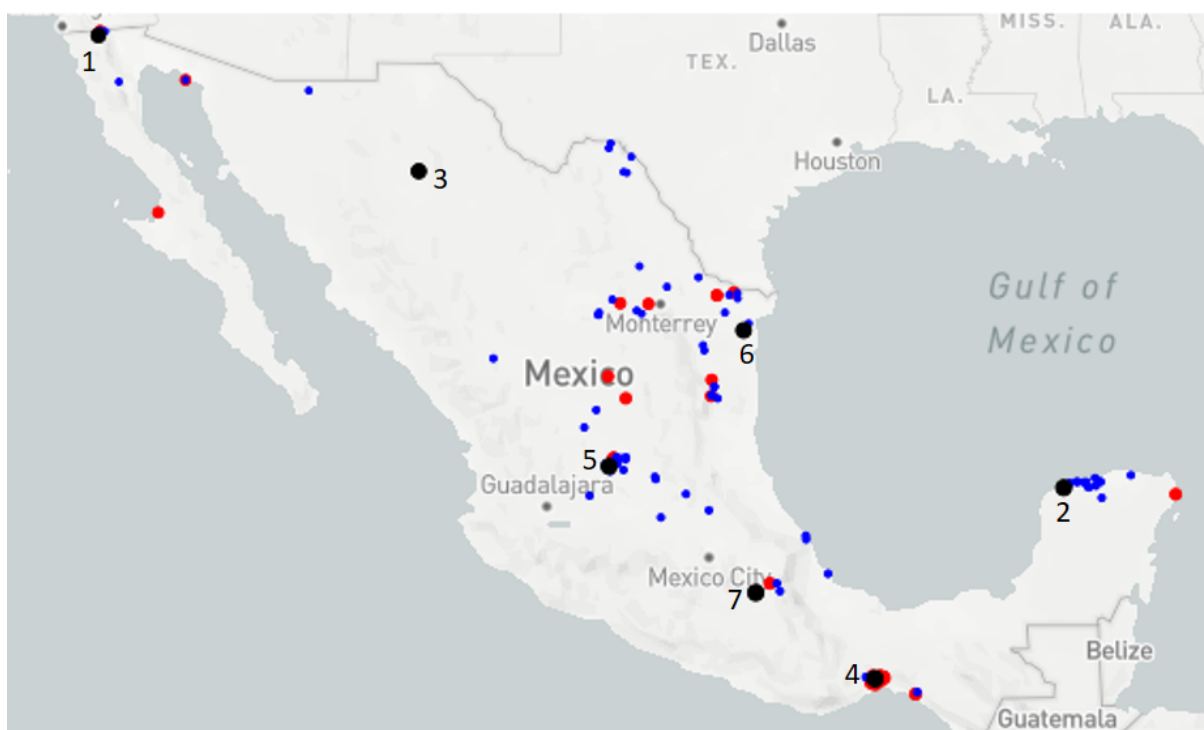 MISS.
ALA.
Dallas
TEX.
LA.
Houston
1
3
Gulf of
Mexico
Monterrey
6
Mexico
5
Guadalajara
2
Mexico City
7
4
Belize
Guatemala